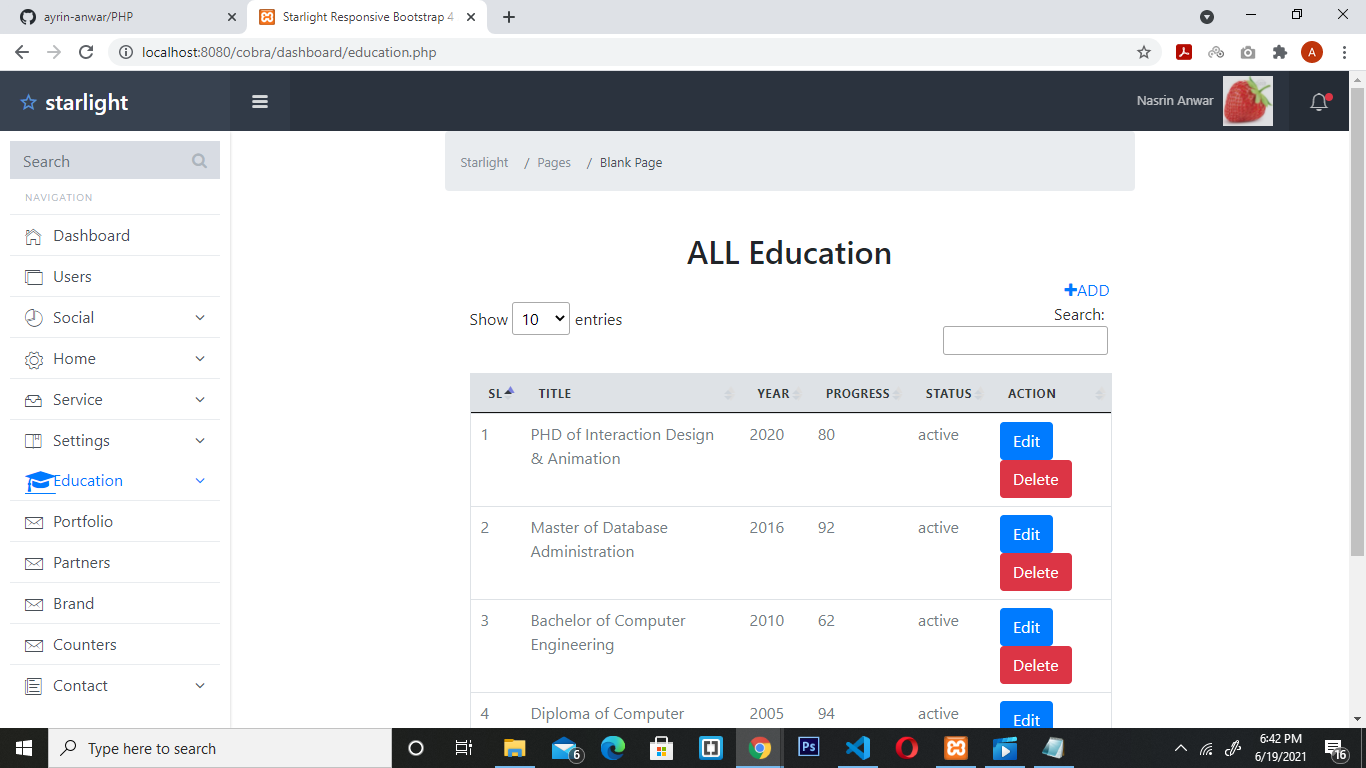 ayrin-anwar/PHP
Starlight Responsive Bootstrap 4
localhost:8080/cobra/dashboard/education.php
A
starlight
Nasrin Anwar
Search
Starlight / Pages / Blank Page
NAVIGATION
Dashboard
Users
Social
Home
Service
Settings
Education
Portfolio
Partners
Brand
Counters
Contact
ALL Education
ADD
Show 10 entries
Search:
SL TITLE YEAR PROGRESS STATUS ACTION
1 PHD of Interaction Design & Animation 2020 80 active Edit Delete
2 Master of Database Administration 2016 92 active Edit Delete
3 Bachelor of Computer Engineering 2010 62 active Edit Delete
4 Diploma of Computer 2005 94 active Edit
Type here to search
6
Ps
6:42 PM
6/19/2021
16